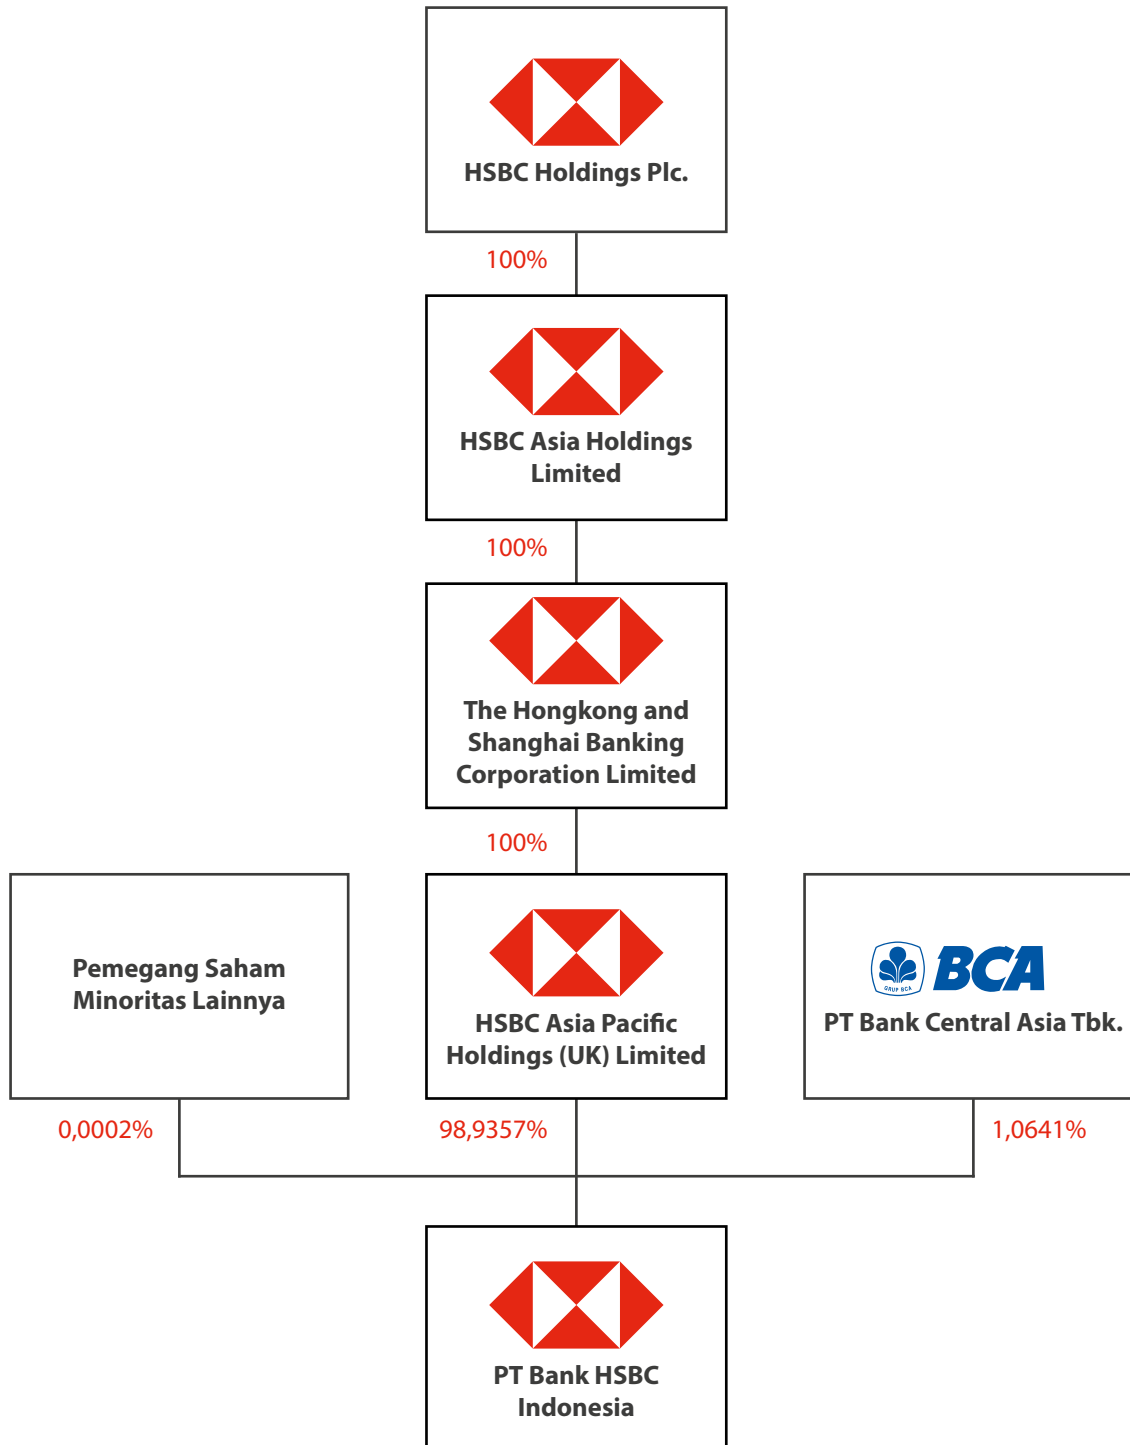 HSBC Holdings Plc.
100%
HSBC Asia Holdings
Limited
100%
The Hongkong and
Shanghai Banking
Corporation Limited
100%
Pemegang Saham
Minoritas Lainnya
0,0002%
HSBC Asia Pacific
Holdings (UK) Limited
98,9357%
GRUP BCA
BCA
PT Bank Central Asia Tbk.
1,0641%
PT Bank HSBC
Indonesia